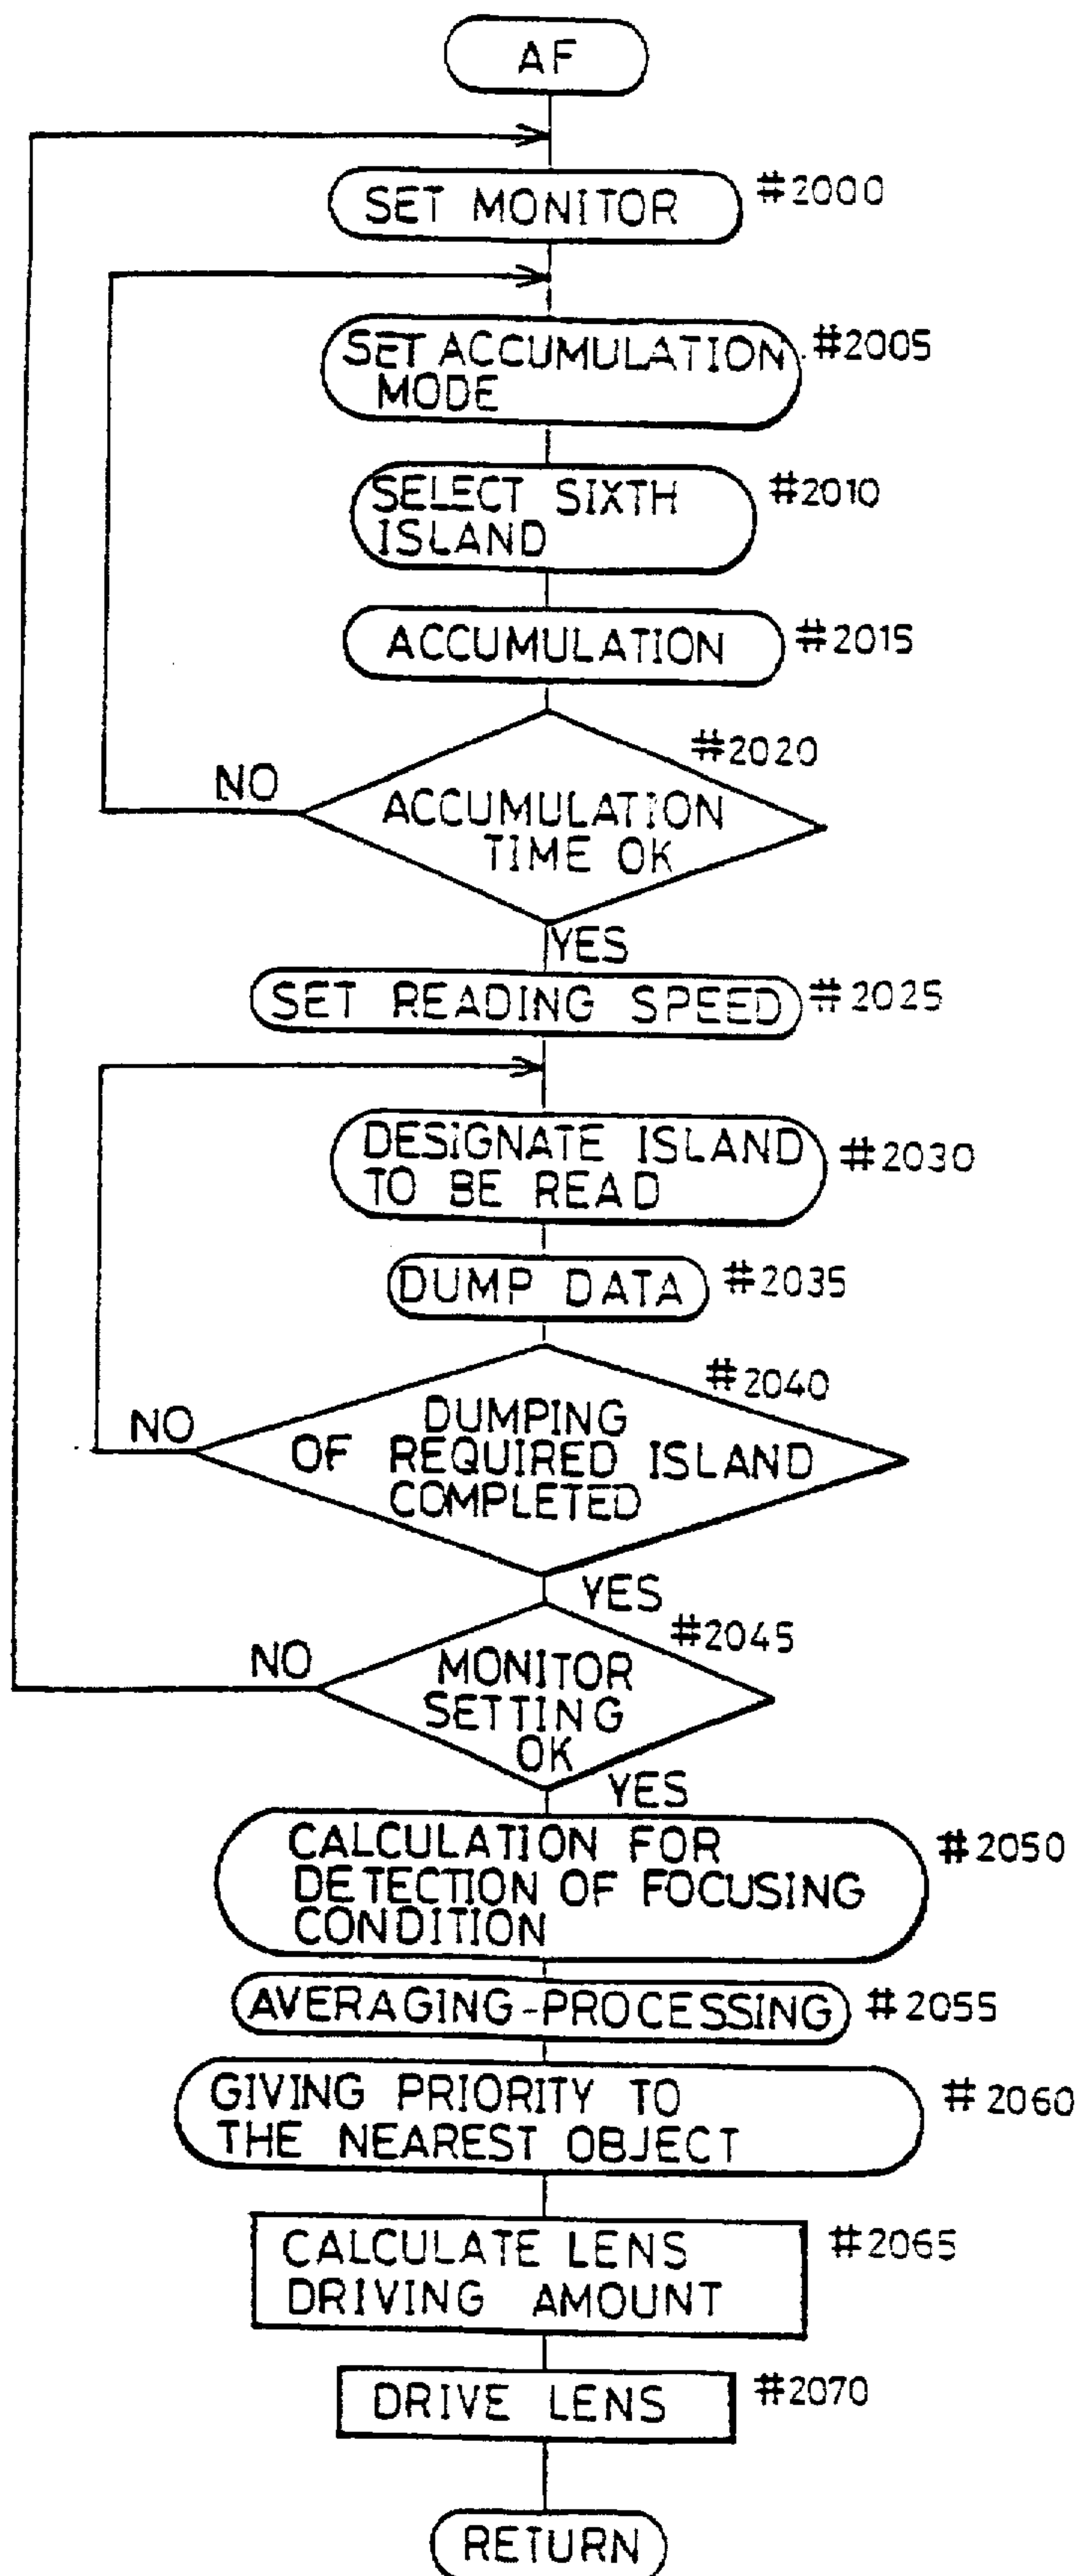 AF
SET MONITOR
#2000
SET ACCUMULATION
MODE
#2005
SELECT SIXTH
ISLAND
#2010
ACCUMULATION
#2015
#2020
NO
ACCUMULATION
TIME OK
YES
SET READING SPEED
#2025
DESIGNATE ISLAND
TO BE READ
#2030
DUMP DATA
#2035
#2040
NO
DUMPING
OF REQUIRED ISLAND
COMPLETED
YES
#2045
NO
MONITOR
SETTING
OK
YES
CALCULATION FOR
DETECTION OF FOCUSING
CONDITION
#2050
AVERAGING-PROCESSING
#2055
GIVING PRIORITY TO
THE NEAREST OBJECT
#2060
CALCULATE LENS
DRIVING AMOUNT
#2065
DRIVE LENS
#2070
RETURN